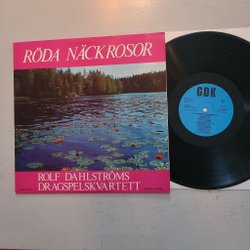 RÖDA NÄCKROSOR
ROLF DAHLSTRÖMS
DRAGSPELSKVARTETT
GDK